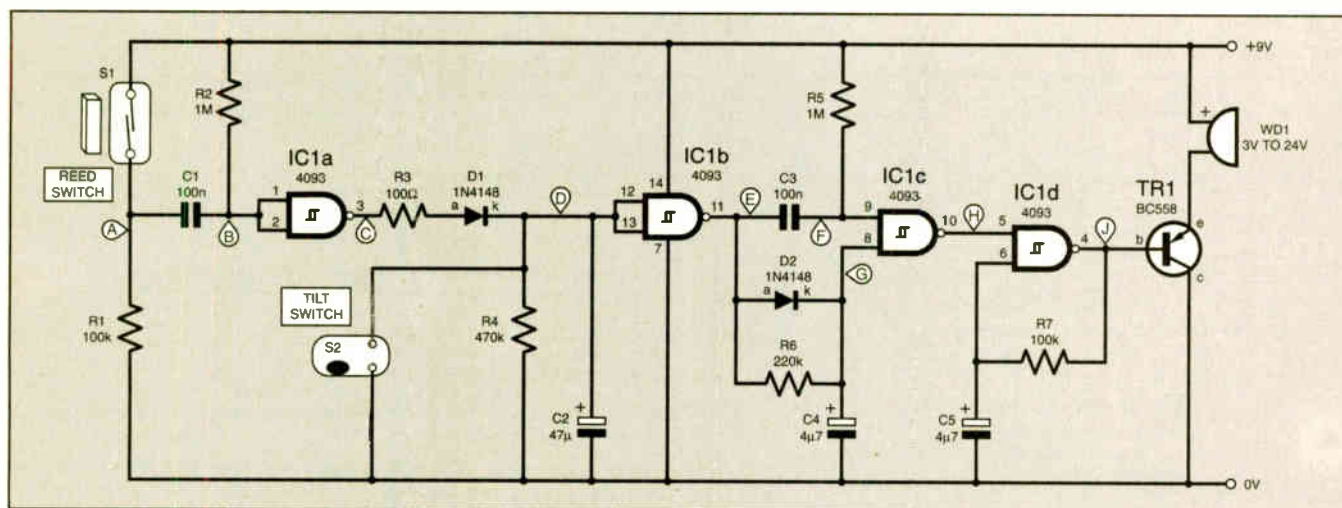 S1
REED
SWITCH
A
R1
100k
C1
100n
R2
1M
B
IC1a
4093
1
2
3
C
R3
100Ω
D1
1N4148
a
k
D
TILT
SWITCH
S2
R4
470k
+
C2
47μ
12
13
14
7
IC1b
4093
11
E
C3
100n
F
D2
1N4148
a
k
R6
220k
G
+
C4
4μ7
R5
1M
IC1c
4093
9
8
10
H
IC1d
4093
5
6
4
J
R7
100k
+
C5
4μ7
TR1
BC558
b
e
c
+
WD1
3V TO 24V
+9V
0V